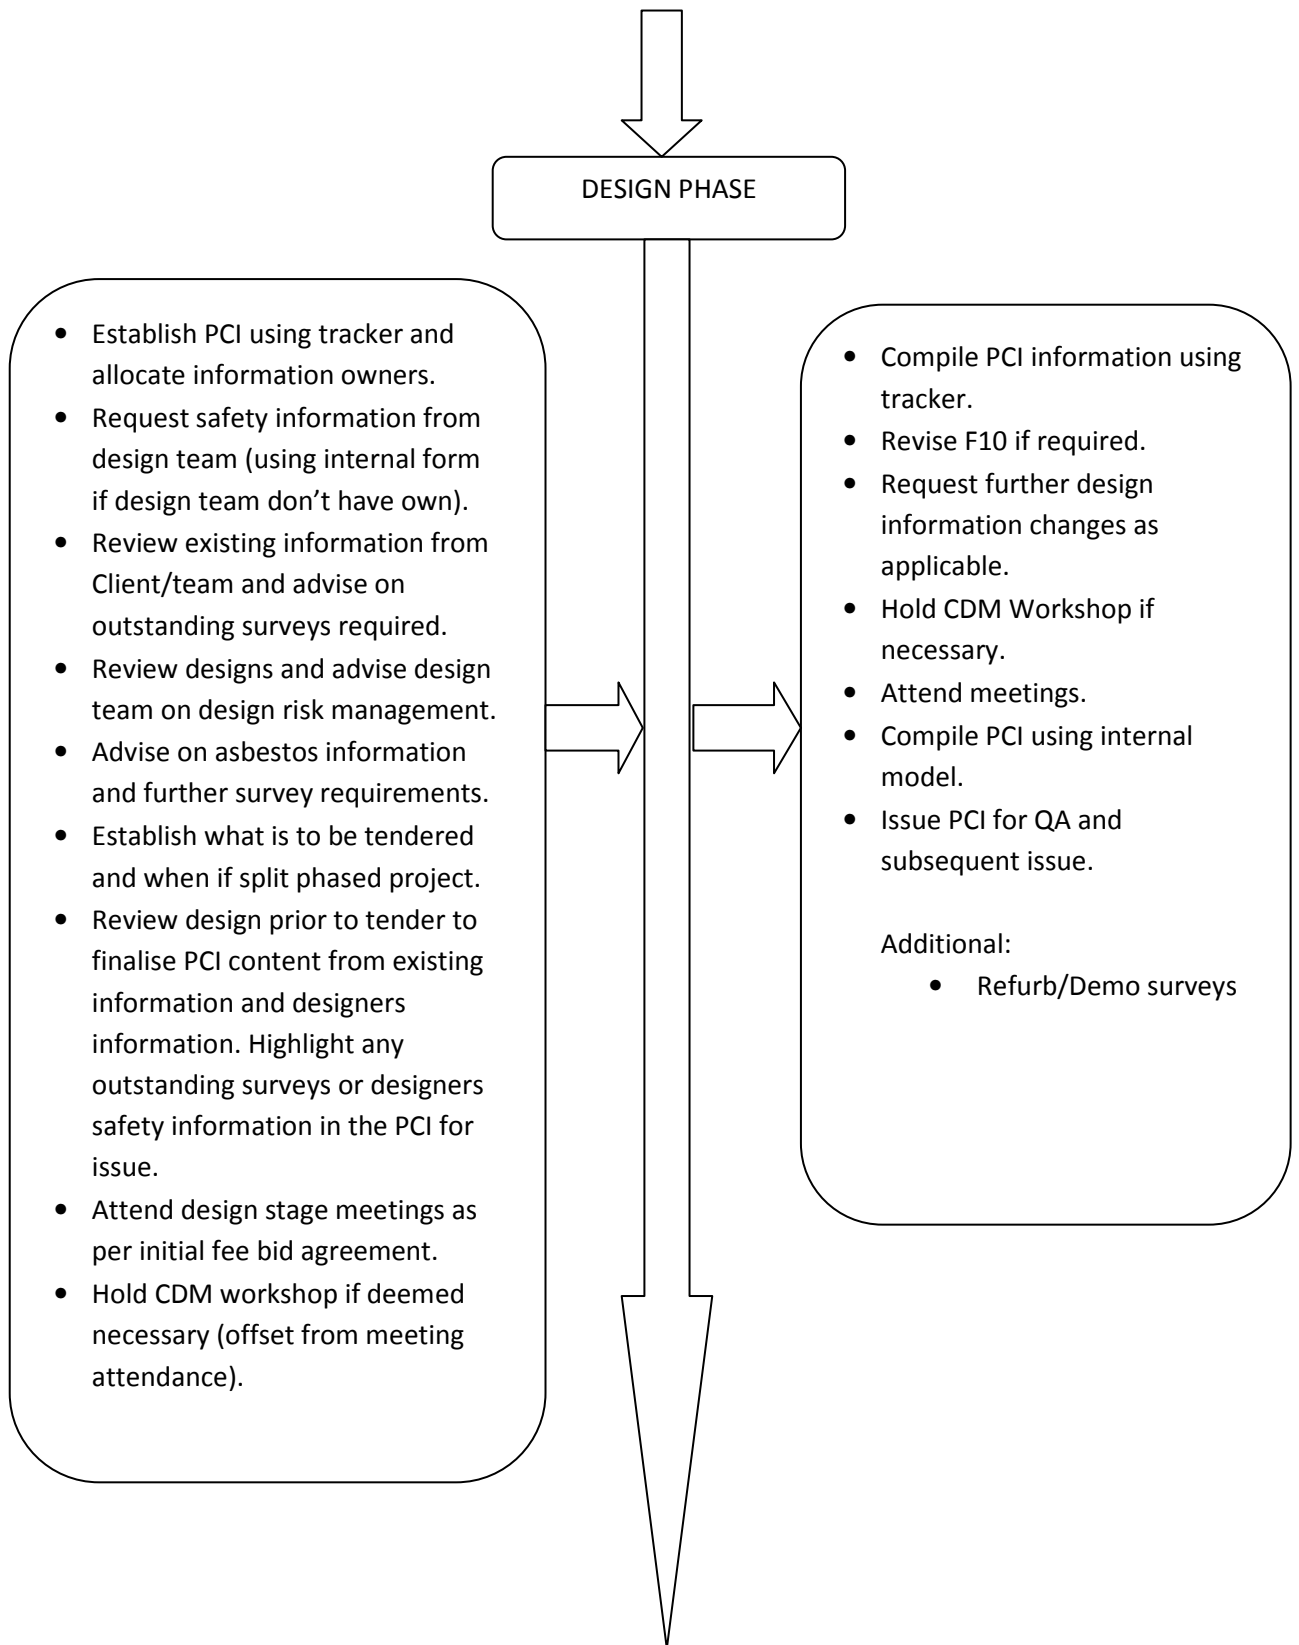 DESIGN PHASE
• Establish PCI using tracker and
allocate information owners.
• Request safety information from
design team (using internal form
if design team don’t have own).
• Review existing information from
Client/team and advise on
outstanding surveys required.
• Review designs and advise design
team on design risk management.
• Advise on asbestos information
and further survey requirements.
• Establish what is to be tendered
and when if split phased project.
• Review design prior to tender to
finalise PCI content from existing
information and designers
information. Highlight any
outstanding surveys or designers
safety information in the PCI for
issue.
• Attend design stage meetings as
per initial fee bid agreement.
• Hold CDM workshop if deemed
necessary (offset from meeting
attendance).
• Compile PCI information using
tracker.
• Revise F10 if required.
• Request further design
information changes as
applicable.
• Hold CDM Workshop if
necessary.
• Attend meetings.
• Compile PCI using internal
model.
• Issue PCI for QA and
subsequent issue.
Additional:
• Refurb/Demo surveys